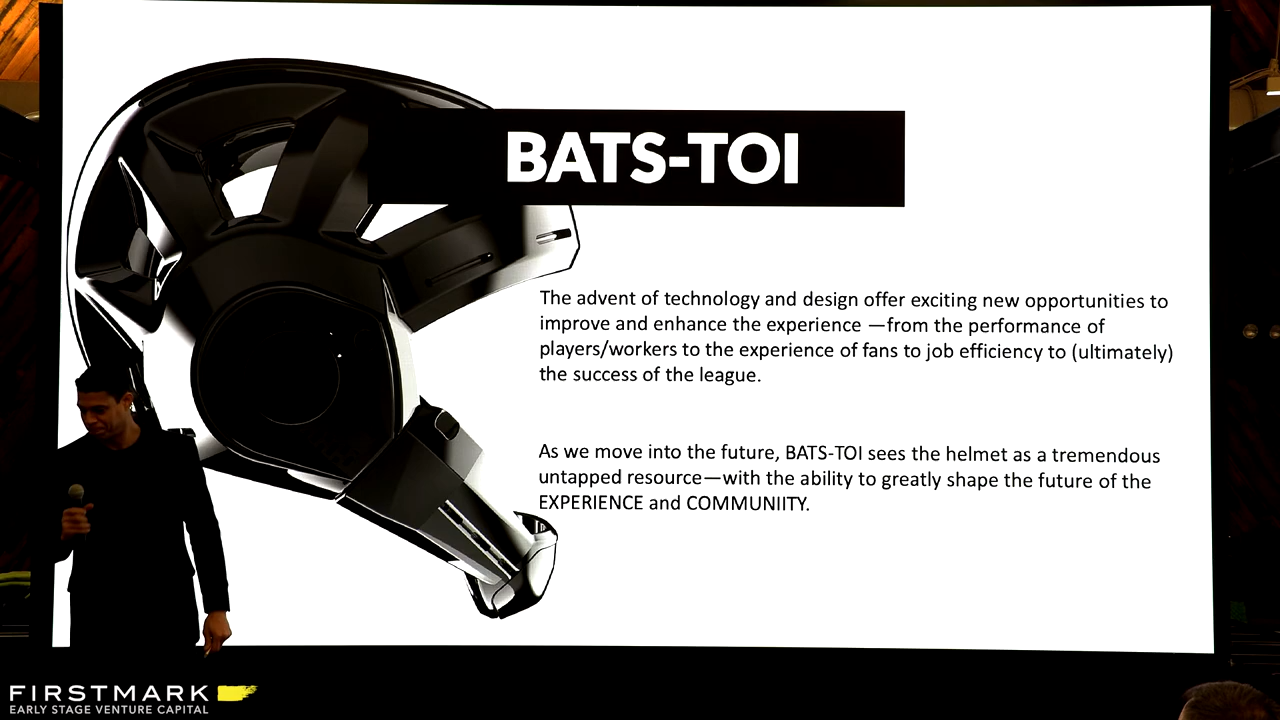 BATS-TOI
The advent of technology and design offer exciting new opportunities to
improve and enhance the experience —from the performance of
players/workers to the experience of fans to job efficiency to (ultimately)
the success of the league.
As we move into the future, BATS-TOI sees the helmet as a tremendous
untapped resource—with the ability to greatly shape the future of the
EXPERIENCE and COMMUNIITY.
FIRSTMARK
EARLY STAGE VENTURE CAPITAL